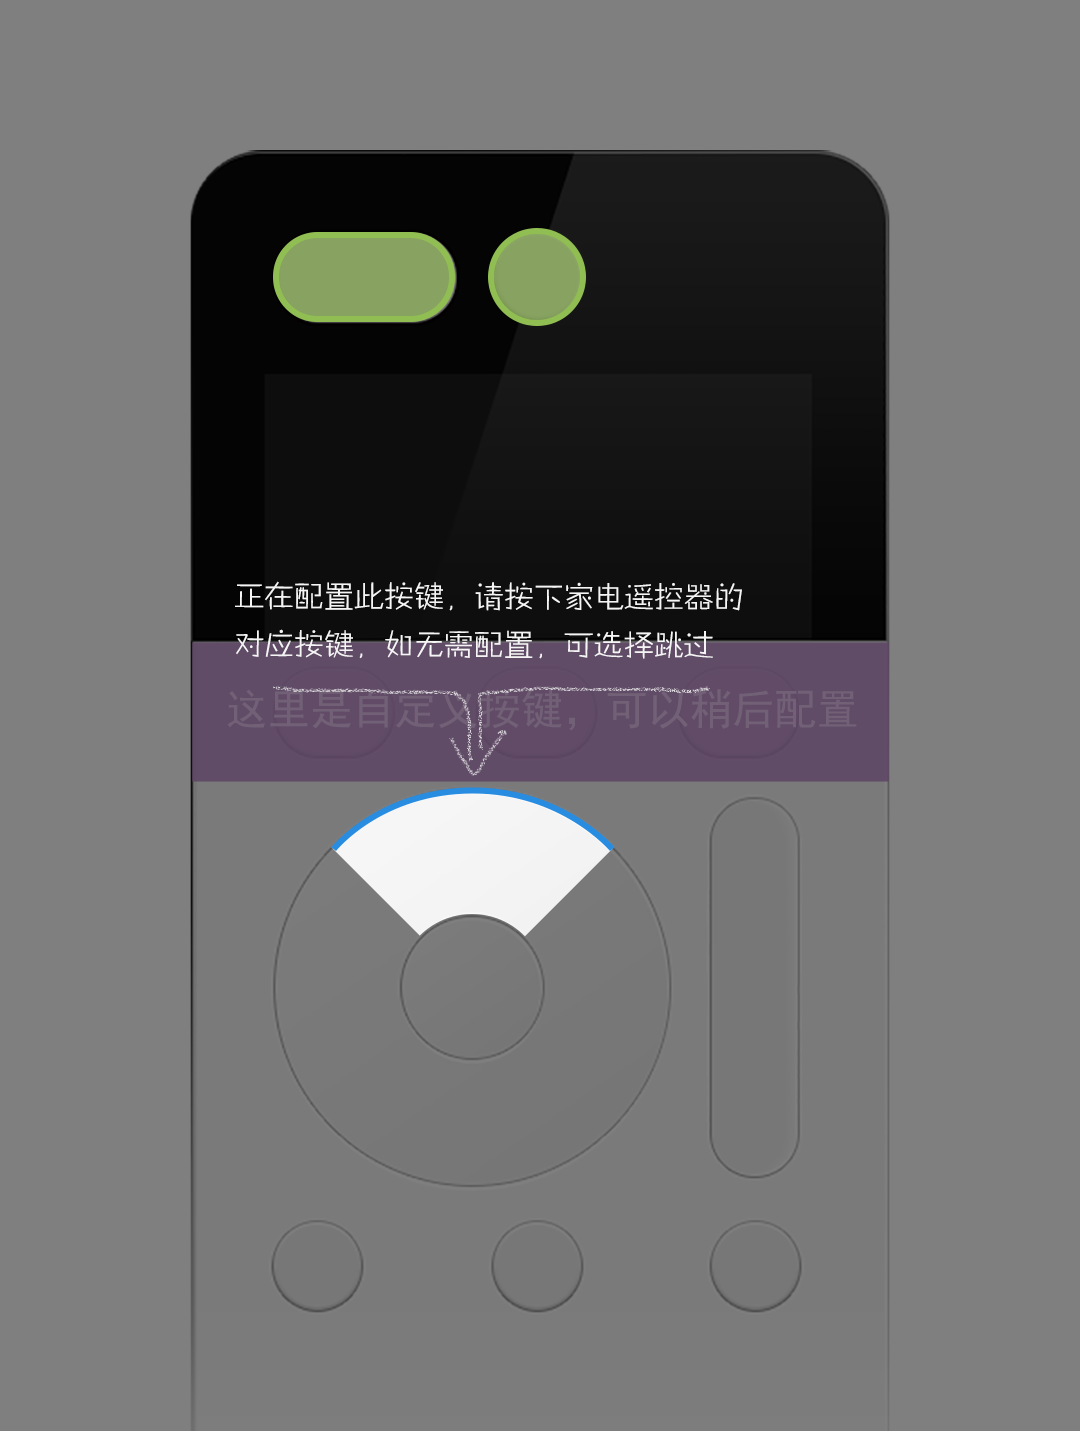 正在配置此按键，请按下家电遥控器的
对应按键，如无需配置，可选择跳过
这里是自定义按键，可以稍后配置